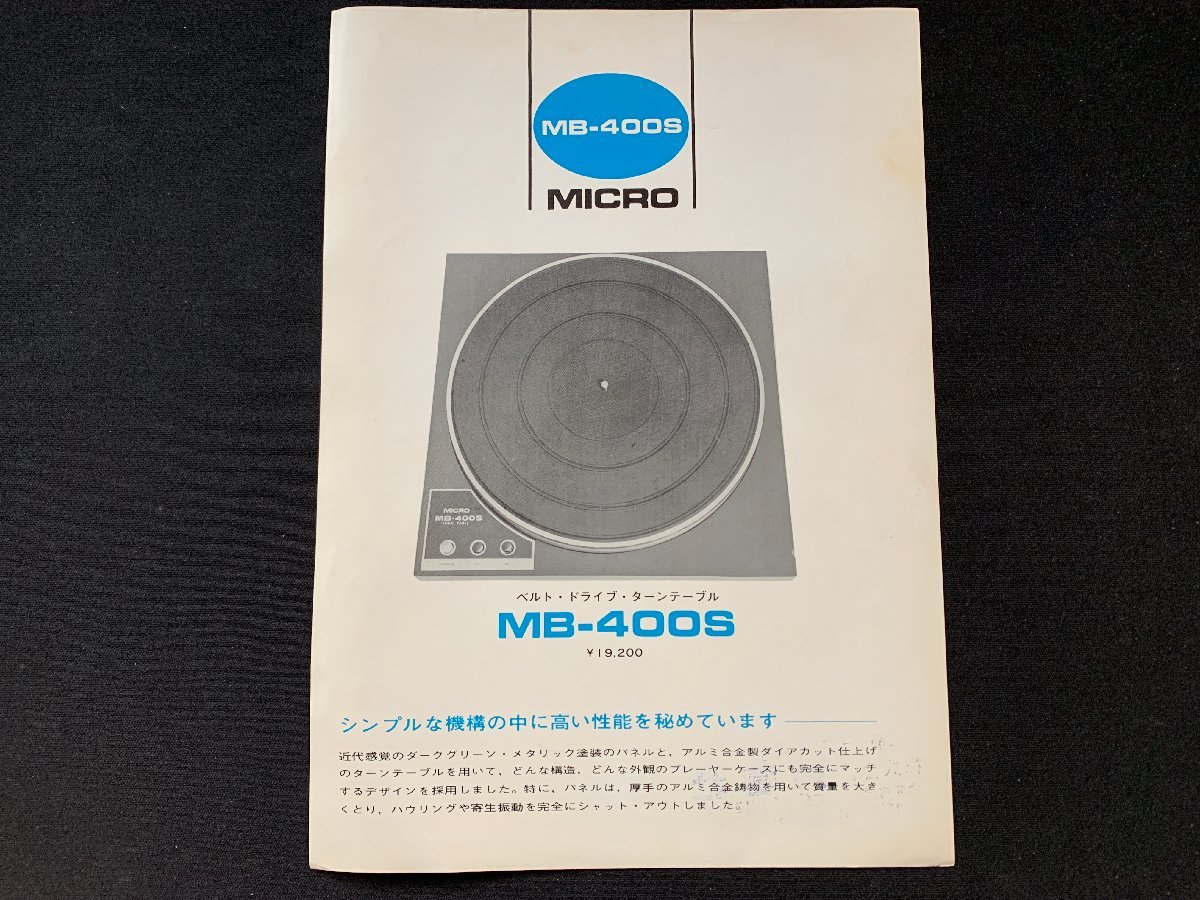 MB-400S
MICRO
MICRO
MB-400S
TURN TABLE
ベルト・ドライブ・ターンテーブル
MB-400S
¥19,200
シンプルな機構の中に高い性能を秘めています
近代感覚のダークグリーン・メタリック塗装のパネルと、アルミ合金製ダイアカット仕上げ
のターンテーブルを用いて、どんな構造、どんな外観のプレーヤーケースにも完全にマッチ
するデザインを採用しました。特に、パネルは、厚手のアルミ合金鋳物を用いて質量を大き
くとり、ハウリングや寄生振動を完全にシャット・アウトしました。